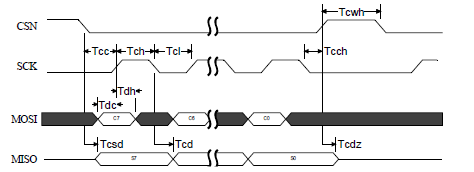 CSN
Tcwh
Tcc
Tch
Tcl
Tcch
SCK
Tdh
Tdc
MOSI
C7
C6
C0
Tcsd
Tcd
Tcdz
MISO
S7
S0